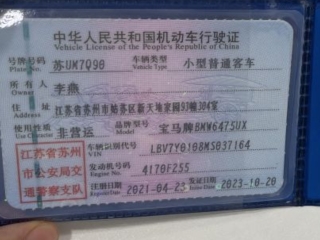 中华人民共和国机动车行驶证
Vehicle License of the People's Republic of China
号牌号码 苏UM7Q90 车辆类型 小型普通客车
Plate No. Vehicle Type
所有人 李燕
Owner
住址 江苏省苏州市姑苏区新天地家园93幢304室
Address
使用性质 非营运 品牌型号 宝马牌BMW6475UX
Use Character Model
江苏省苏州市公安局交通警察支队
车辆识别代号 LBV7Y0108MS037164
VIN
发动机号码 4170F255
Engine No.
注册日期 2021-04-23 发证日期 2023-10-20
Register Date Issue Date